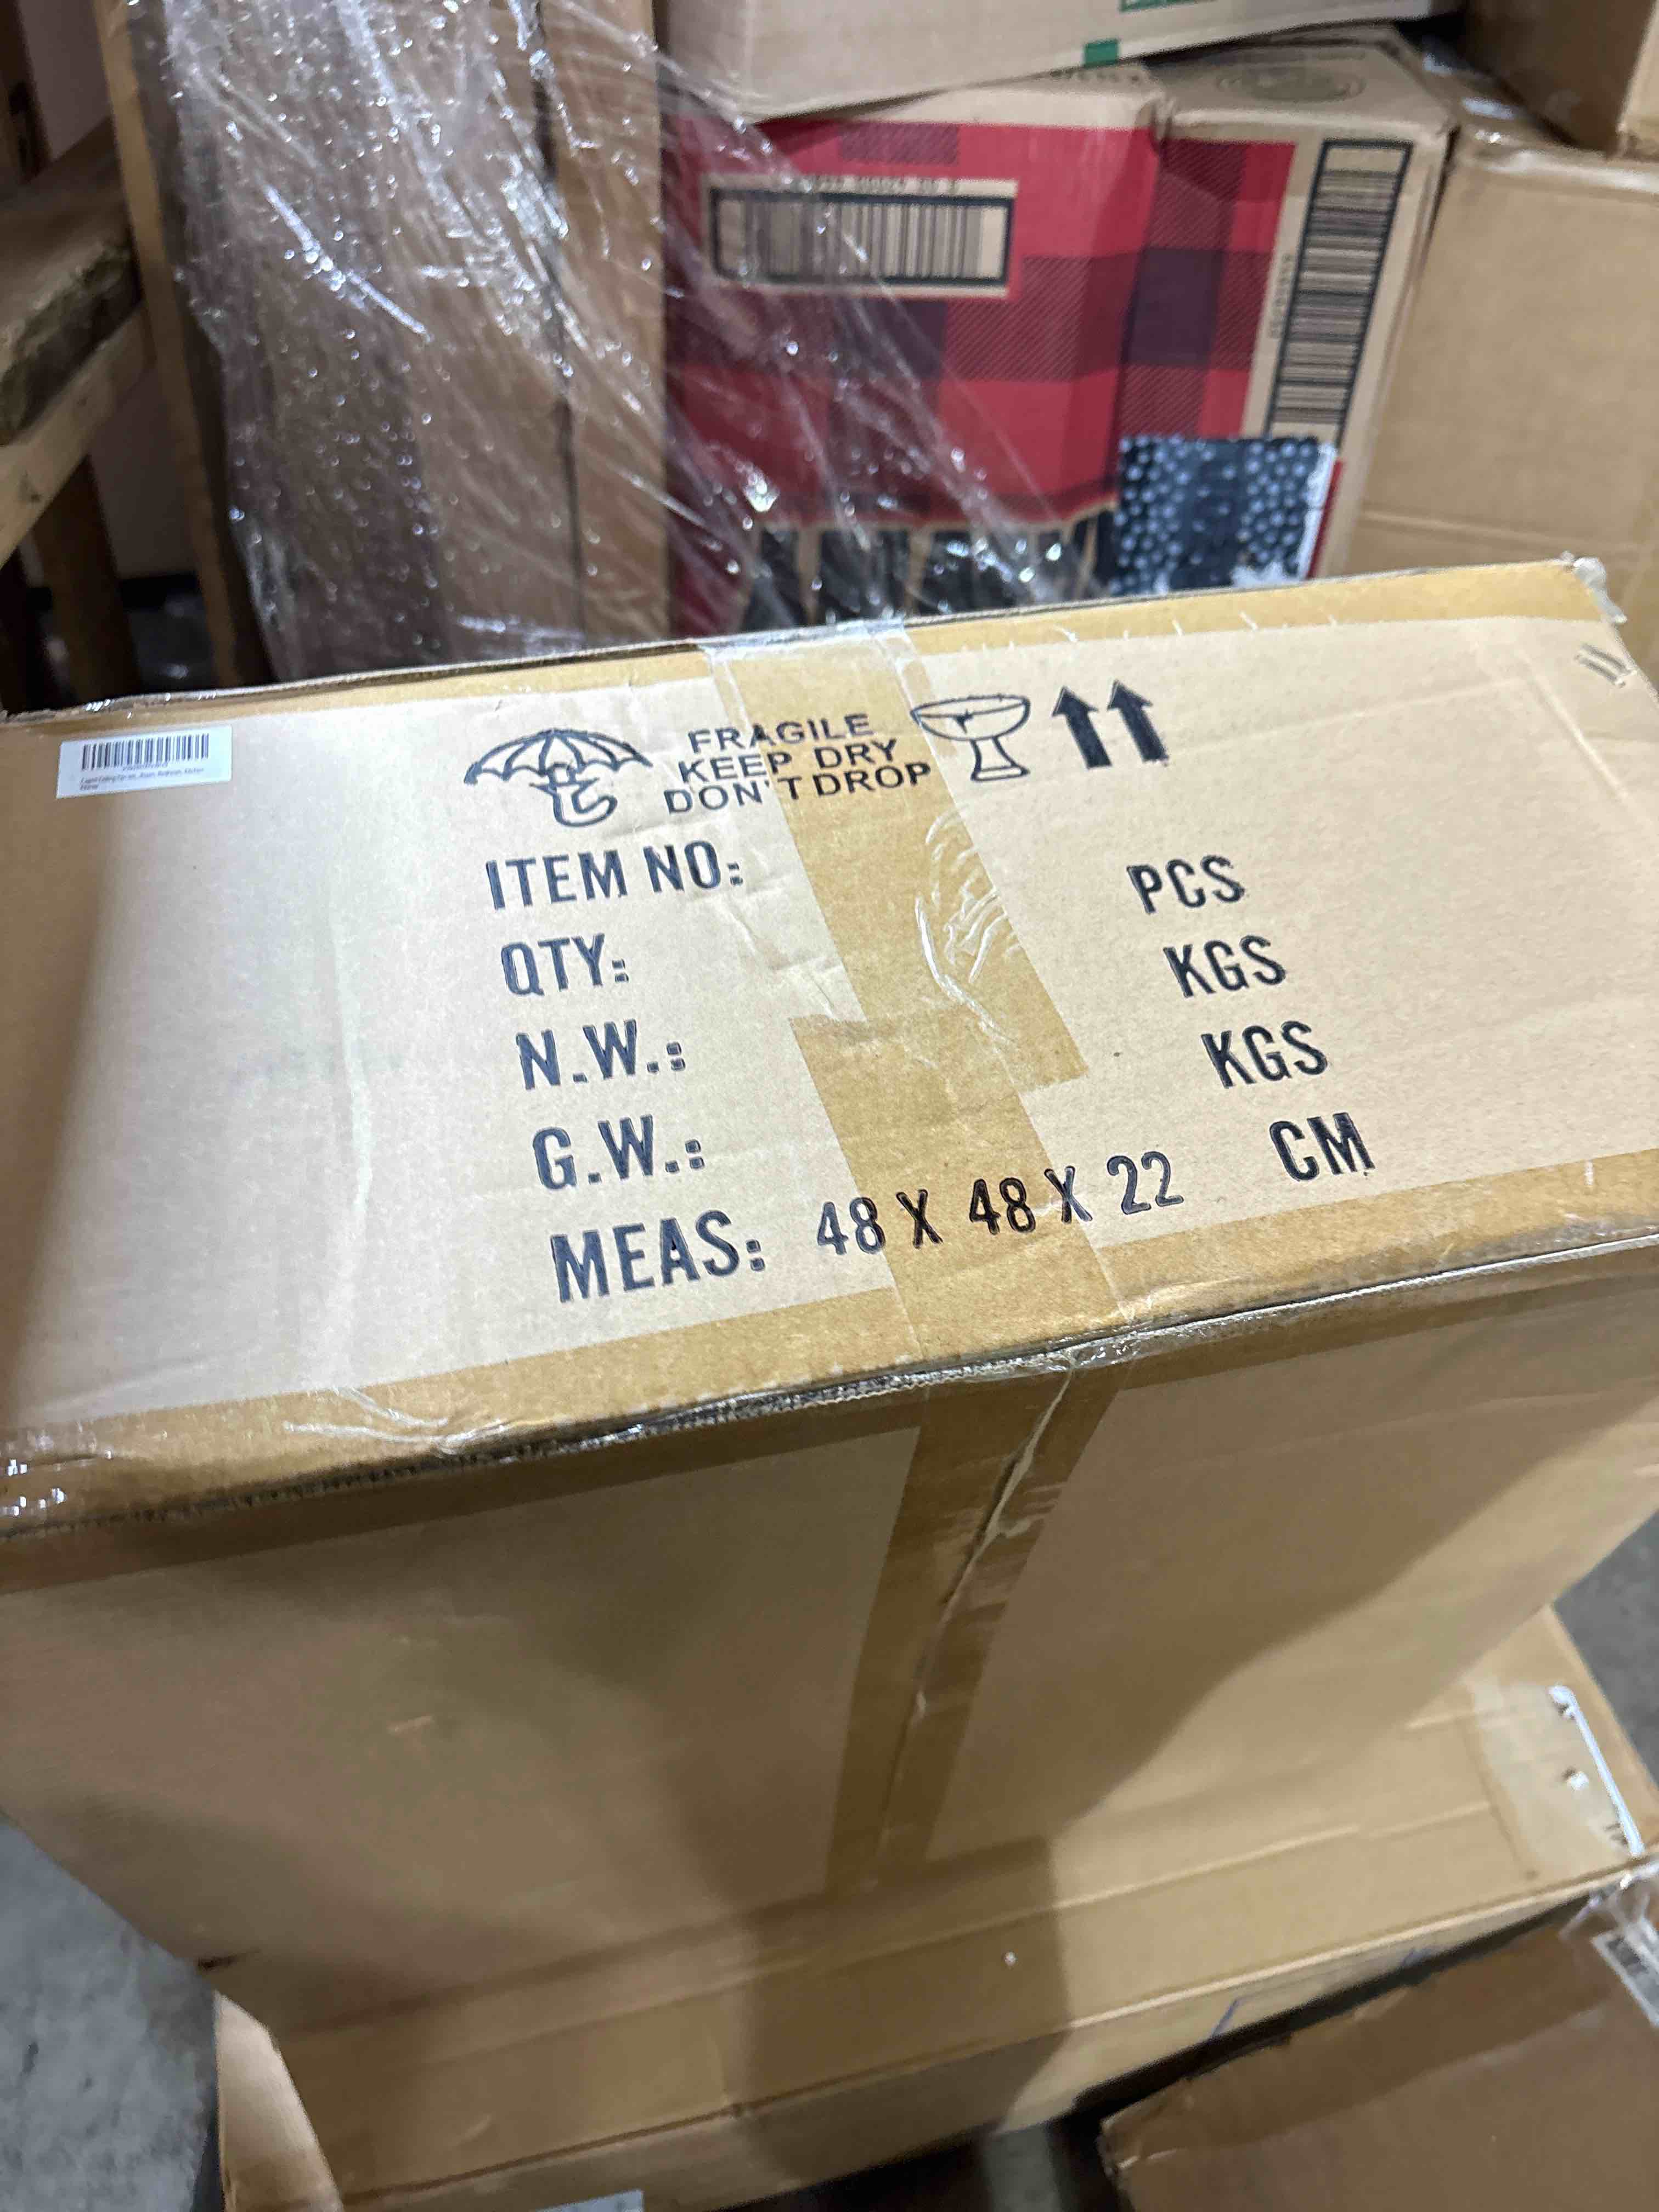 FRAGILE
KEEP DRY
DON'T DROP
ITEM NO:
QTY: PCS
N.W.: KGS
G.W.: KGS
MEAS: 48 X 48 X 22 CM